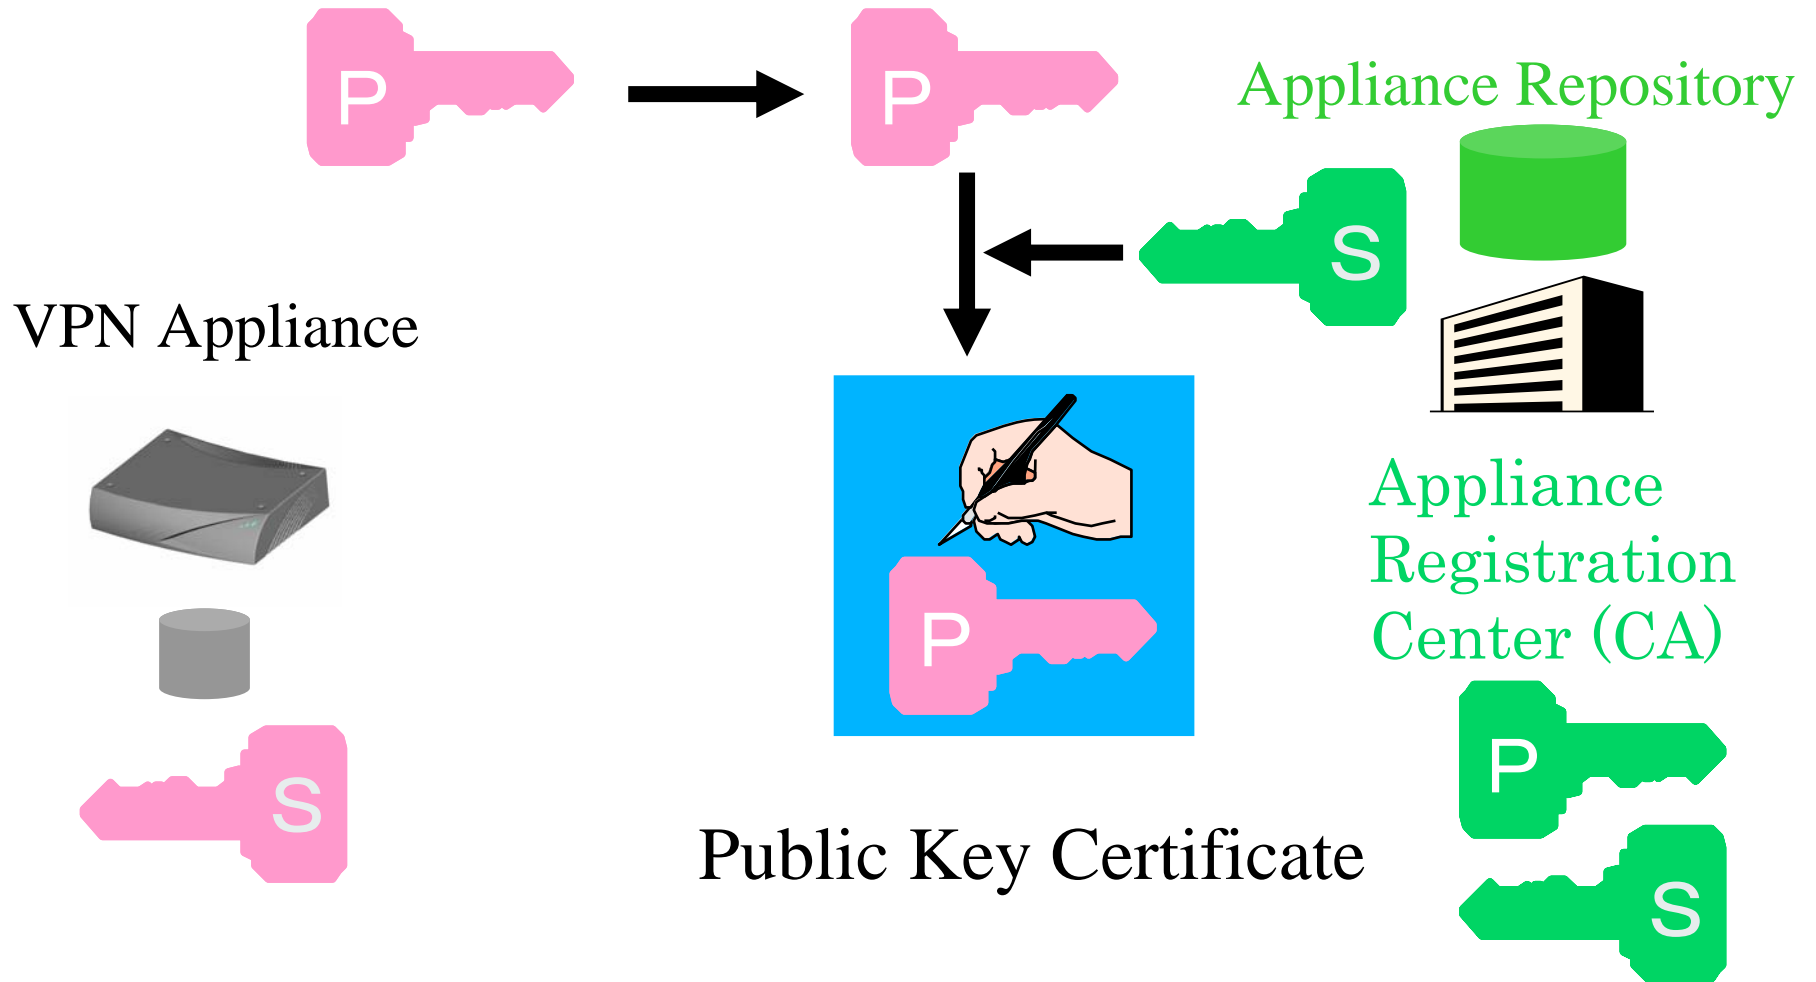 P
P
Appliance Repository
S
VPN Appliance
Appliance
Registration
Center (CA)
P
P
S
Public Key Certificate
S